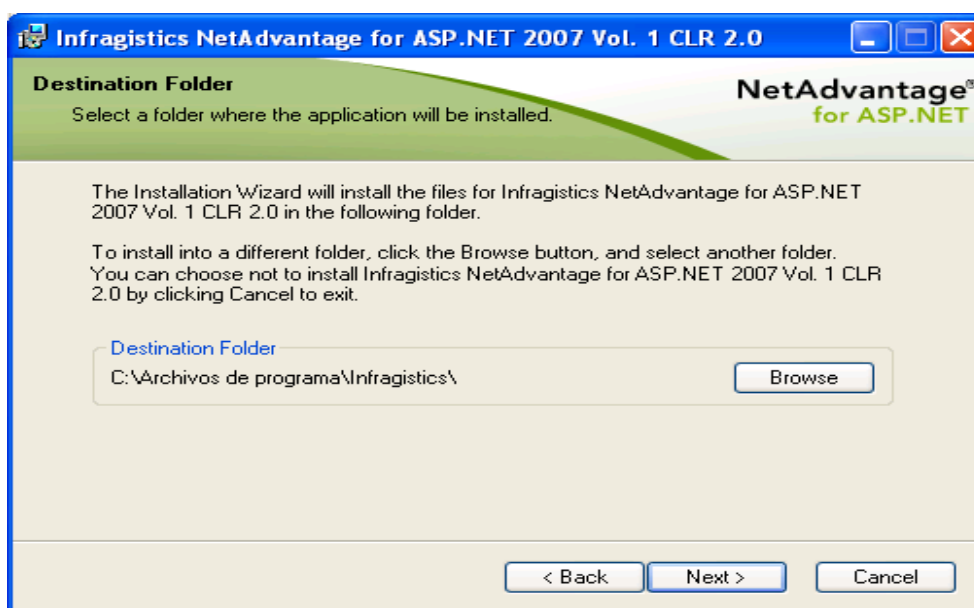 Infragistics NetAdvantage for ASP.NET 2007 Vol. 1 CLR 2.0
Destination Folder
Select a folder where the application will be installed.
NetAdvantage®
for ASP.NET
The Installation Wizard will install the files for Infragistics NetAdvantage for ASP.NET
2007 Vol. 1 CLR 2.0 in the following folder.
To install into a different folder, click the Browse button, and select another folder.
You can choose not to install Infragistics NetAdvantage for ASP.NET 2007 Vol. 1 CLR
2.0 by clicking Cancel to exit.
Destination Folder
C:\Archivos de programa\Infragistics\
Browse
< Back
Next >
Cancel